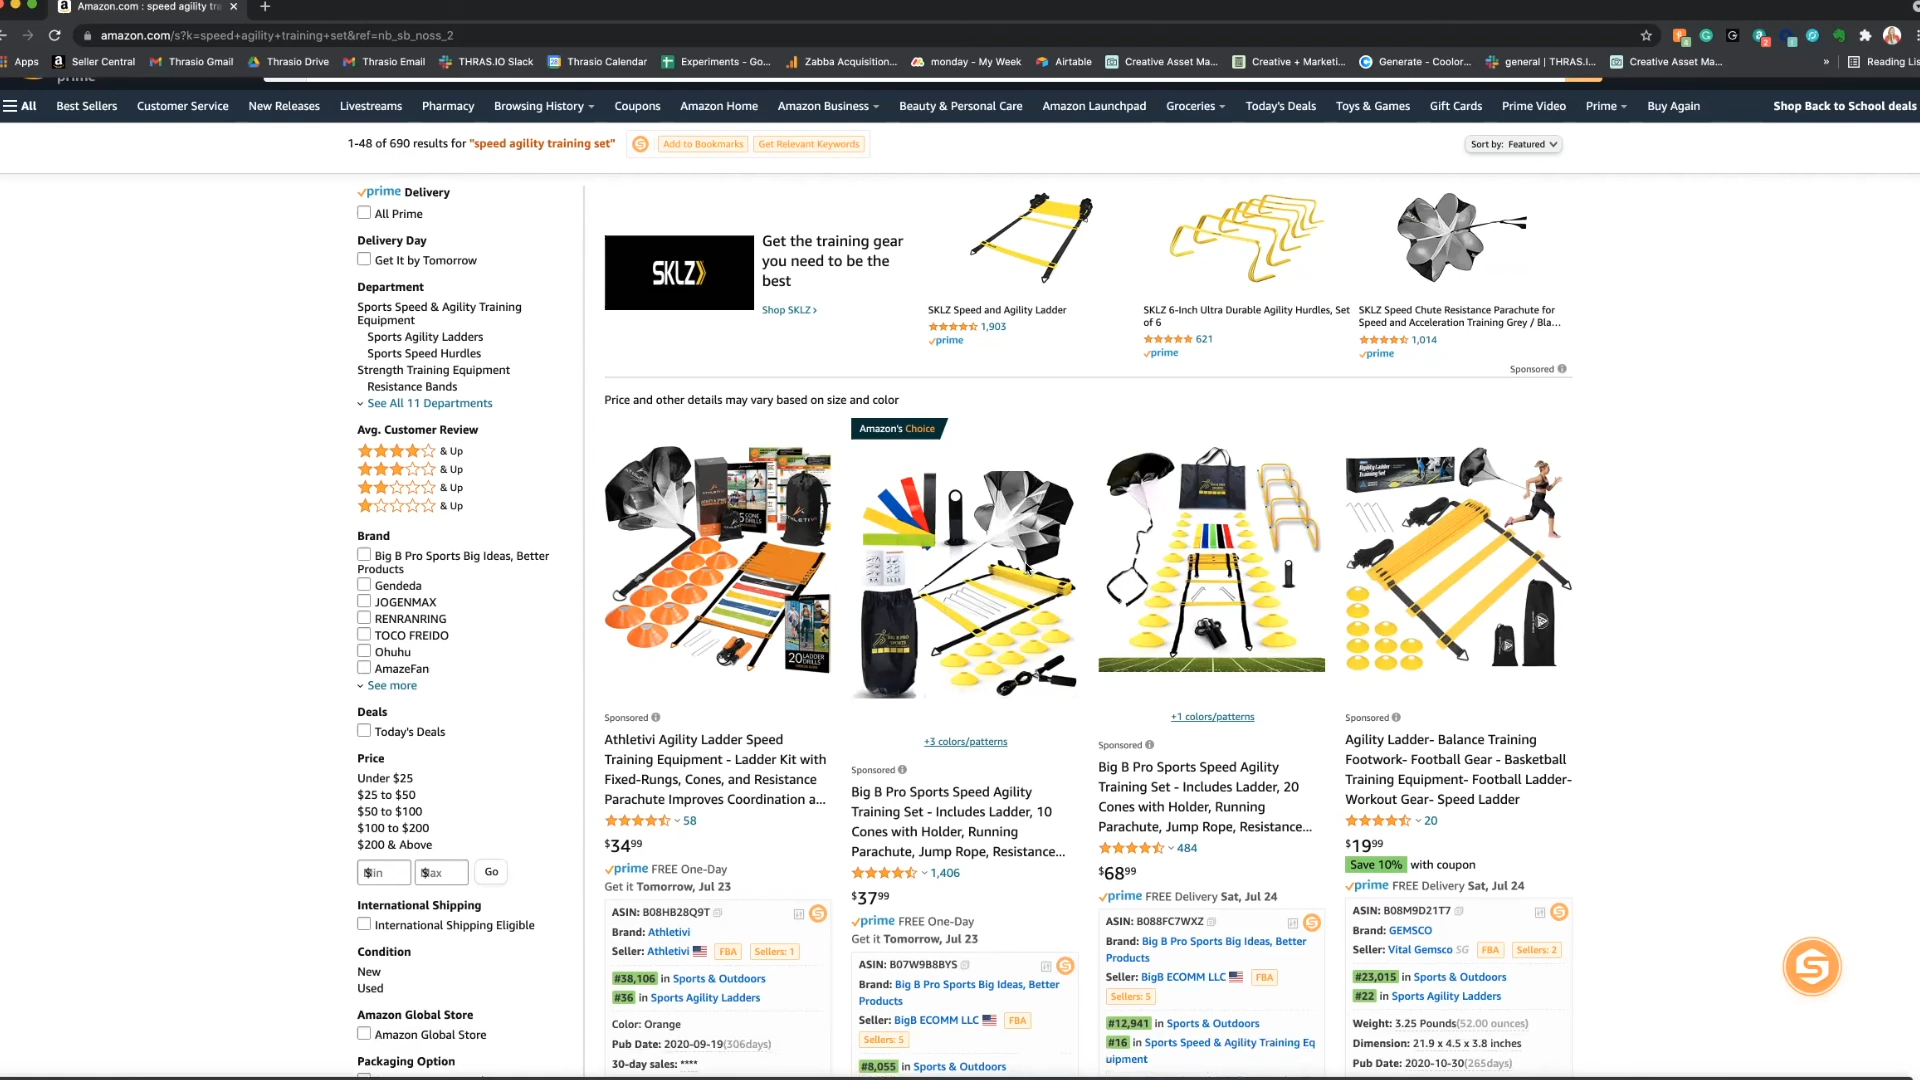 Amazon.com : speed agility tra
amazon.com/s?k=speed+agility+training+set&ref=nb_sb_noss_2
Apps
Seller Central
Thrasio Gmail
Thrasio Drive
Thrasio Email
THRAS.IO Slack
Thrasio Calendar
Experiments - Go...
Zabba Acquisition...
monday - My Week
Airtable
Creative Asset Ma...
Creative + Marketi...
Generate - Coolor...
general | THRAS.I...
Creative Asset Ma...
»
Reading Lis
prime
All
Best Sellers
Customer Service
New Releases
Livestreams
Pharmacy
Browsing History
Coupons
Amazon Home
Amazon Business
Beauty & Personal Care
Amazon Launchpad
Groceries
Today's Deals
Toys & Games
Gift Cards
Prime Video
Prime
Buy Again
Shop Back to School deals
1-48 of 690 results for "speed agility training set"
Add to Bookmarks
Get Relevant Keywords
Sort by: Featured
prime Delivery
All Prime
Delivery Day
Get It by Tomorrow
Department
Sports Speed & Agility Training
Equipment
Sports Agility Ladders
Sports Speed Hurdles
Strength Training Equipment
Resistance Bands
See All 11 Departments
Avg. Customer Review
& Up
& Up
& Up
& Up
Brand
Big B Pro Sports Big Ideas, Better
Products
Gendeda
JOGENMAX
RENRANRING
TOCO FREIDO
Ohuhu
AmazeFan
See more
Deals
Today's Deals
Price
Under $25
$25 to $50
$50 to $100
$100 to $200
$200 & Above
Go
International Shipping
International Shipping Eligible
Condition
New
Used
Amazon Global Store
Amazon Global Store
Packaging Option
SKLZ
Get the training gear
you need to be the
best
Shop SKLZ ›
SKLZ Speed and Agility Ladder
1,903
prime
SKLZ 6-Inch Ultra Durable Agility Hurdles, Set
of 6
621
prime
SKLZ Speed Chute Resistance Parachute for
Speed and Acceleration Training Grey / Bla...
1,014
prime
Sponsored
Price and other details may vary based on size and color
Amazon's Choice
Sponsored
Athletivi Agility Ladder Speed
Training Equipment - Ladder Kit with
Fixed-Rungs, Cones, and Resistance
Parachute Improves Coordination a...
58
$34.99
prime FREE One-Day
Get it Tomorrow, Jul 23
ASIN: B08HB28Q9T
Brand: Athletivi
Seller: Athletivi
FBA
Sellers: 1
#38,106 in Sports & Outdoors
#36 in Sports Agility Ladders
Color: Orange
Pub Date: 2020-09-19(306days)
30-day sales: ****
+3 colors/patterns
Sponsored
Big B Pro Sports Speed Agility
Training Set - Includes Ladder, 10
Cones with Holder, Running
Parachute, Jump Rope, Resistance...
1,406
$37.99
prime FREE One-Day
Get it Tomorrow, Jul 23
ASIN: B07W9B8BYS
Brand: Big B Pro Sports Big Ideas, Better
Products
Seller: BigB ECOMM LLC
FBA
Sellers: 5
#8,055 in Sports & Outdoors
+1 colors/patterns
Sponsored
Big B Pro Sports Speed Agility
Training Set - Includes Ladder, 20
Cones with Holder, Running
Parachute, Jump Rope, Resistance...
484
$68.99
prime FREE Delivery Sat, Jul 24
ASIN: B088FC7WXZ
Brand: Big B Pro Sports Big Ideas, Better
Products
Seller: BigB ECOMM LLC
FBA
Sellers: 5
#12,941 in Sports & Outdoors
#16 in Sports Speed & Agility Training Eq
uipment
Sponsored
Agility Ladder- Balance Training
Footwork- Football Gear - Basketball
Training Equipment- Football Ladder-
Workout Gear- Speed Ladder
20
$19.99
Save 10% with coupon
prime FREE Delivery Sat, Jul 24
ASIN: B08M9D21T7
Brand: GEMSCO
Seller: Vital Gemsco SG
FBA
Sellers: 2
#23,015 in Sports & Outdoors
#22 in Sports Agility Ladders
Weight: 3.25 Pounds(52.00 ounces)
Dimension: 21.9 x 4.5 x 3.8 inches
Pub Date: 2020-10-30(265days)